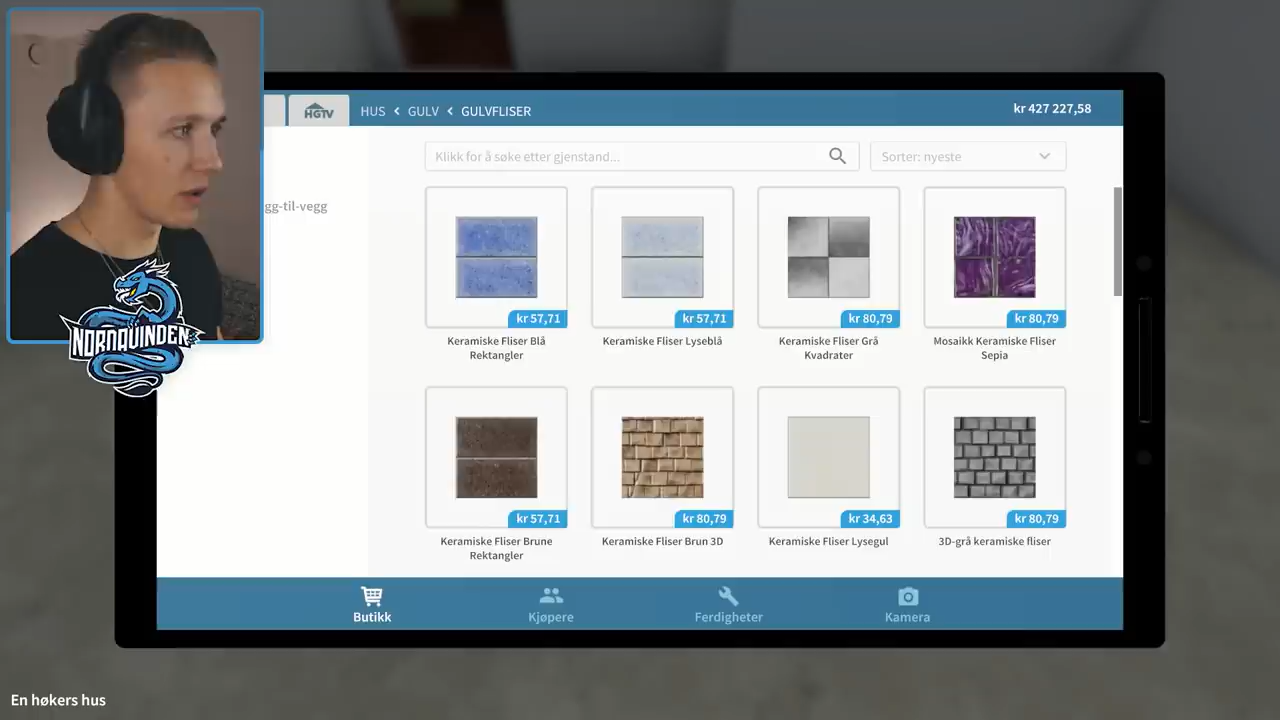 HGTV
HUS < GULV < GULVFLISER
kr 427 227,58
Klikk for å søke etter gjenstand...
Sorter: nyeste
gg-til-vegg
kr 57,71
kr 57,71
kr 80,79
kr 80,79
Keramiske Fliser Blå
Rektangler
Keramiske Fliser Lyseblå
Keramiske Fliser Grå
Kvadrater
Mosaikk Keramiske Fliser
Sepia
NORNQUINDEN
kr 57,71
kr 80,79
kr 34,63
kr 80,79
Keramiske Fliser Brune
Rektangler
Keramiske Fliser Brun 3D
Keramiske Fliser Lysegul
3D-grå keramiske fliser
Butikk
Kjøpere
Ferdigheter
Kamera
En høkers hus